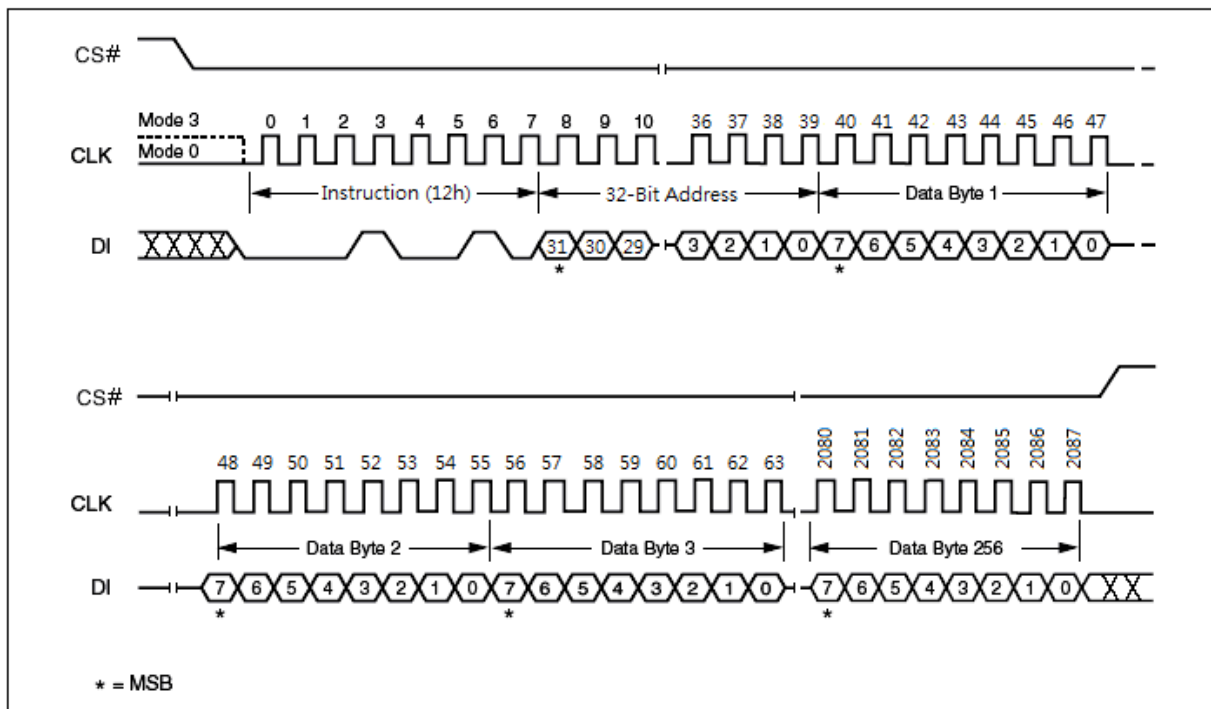 CS#
Mode 3
0 1 2 3 4 5 6 7 8 9 10 36 37 38 39 40 41 42 43 44 45 46 47
CLK
Mode 0
Instruction (12h) 32-Bit Address Data Byte 1
DI 31 30 29 3 2 1 0 7 6 5 4 3 2 1 0
* *
CS#
48 49 50 51 52 53 54 55 56 57 58 59 60 61 62 63 2080 2081 2082 2083 2084 2085 2086 2087
CLK
Data Byte 2 Data Byte 3 Data Byte 256
DI 7 6 5 4 3 2 1 0 7 6 5 4 3 2 1 0 7 6 5 4 3 2 1 0
* * *
* = MSB